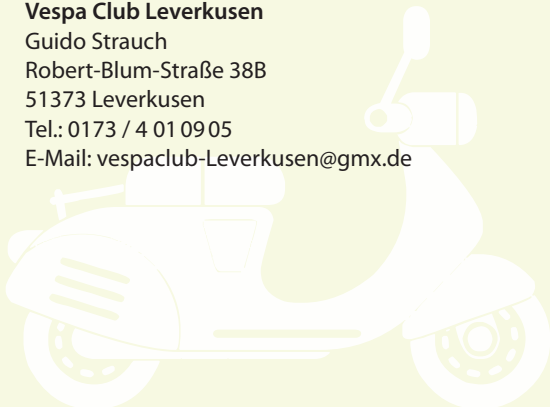 Vespa Club Leverkusen
Guido Strauch
Robert-Blum-Straße 38B
51373 Leverkusen
Tel.: 0173 / 4 01 09 05
E-Mail: vespaclub-Leverkusen@gmx.de